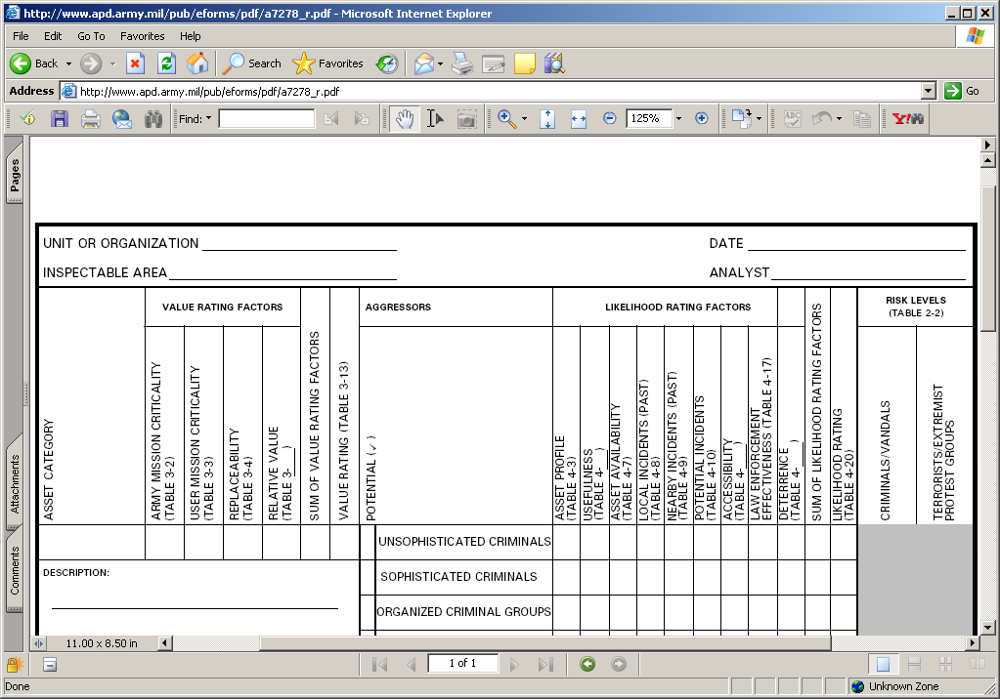 http://www.apd.army.mil/pub/eforms/pdf/a7278_r.pdf - Microsoft Internet Explorer
File Edit Go To Favorites Help
Back Search Favorites
Address http://www.apd.army.mil/pub/eforms/pdf/a7278_r.pdf Go
Find: 125% Y!
Pages
Attachments
Comments
UNIT OR ORGANIZATION DATE
INSPECTABLE AREA ANALYST
VALUE RATING FACTORS
AGGRESSORS
LIKELIHOOD RATING FACTORS
RISK LEVELS
(TABLE 2-2)
ASSET CATEGORY
ARMY MISSION CRITICALITY
(TABLE 3-2)
USER MISSION CRITICALITY
(TABLE 3-3)
REPLACEABILITY
(TABLE 3-4)
RELATIVE VALUE
(TABLE 3-___)
SUM OF VALUE RATING FACTORS
VALUE RATING (TABLE 3-13)
POTENTIAL (✓)
ASSET PROFILE
(TABLE 4-3)
USEFULNESS
(TABLE 4-___)
ASSET AVAILABILITY
(TABLE 4-7)
LOCAL INCIDENTS (PAST)
(TABLE 4-8)
NEARBY INCIDENTS (PAST)
(TABLE 4-9)
POTENTIAL INCIDENTS
(TABLE 4-10)
ACCESSIBILITY
(TABLE 4-___)
LAW ENFORCEMENT
EFFECTIVENESS (TABLE 4-17)
DETERRENCE
(TABLE 4-___)
SUM OF LIKELIHOOD RATING FACTORS
LIKELIHOOD RATING
(TABLE 4-20)
CRIMINALS/VANDALS
TERRORISTS/EXTREMIST
PROTEST GROUPS
UNSOPHISTICATED CRIMINALS
DESCRIPTION:
SOPHISTICATED CRIMINALS
ORGANIZED CRIMINAL GROUPS
11.00 x 8.50 in
1 of 1
Done Unknown Zone